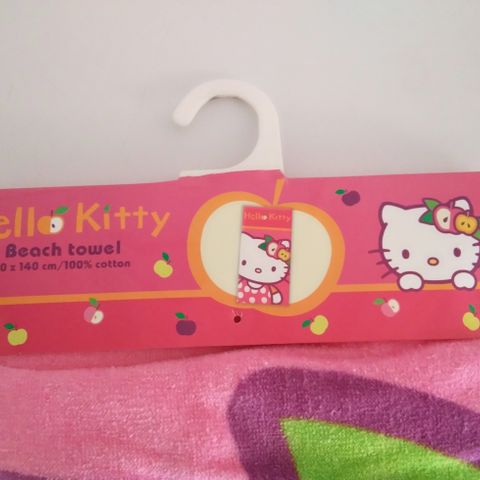 ello Kitty
Beach towel
0 x 140 cm/100% cotton
Hello Kitty